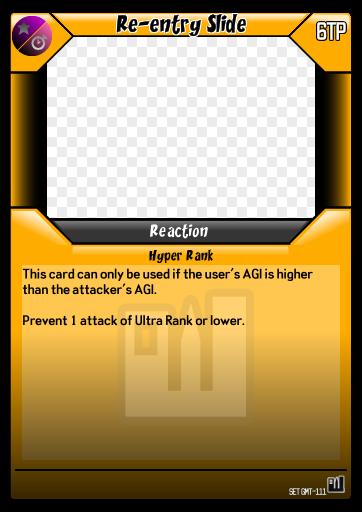 Re-entry Slide
6TP
Reaction
Hyper Rank
This card can only be used if the user's AGI is higher
than the attacker's AGI.
Prevent 1 attack of Ultra Rank or lower.
SET GMT-111